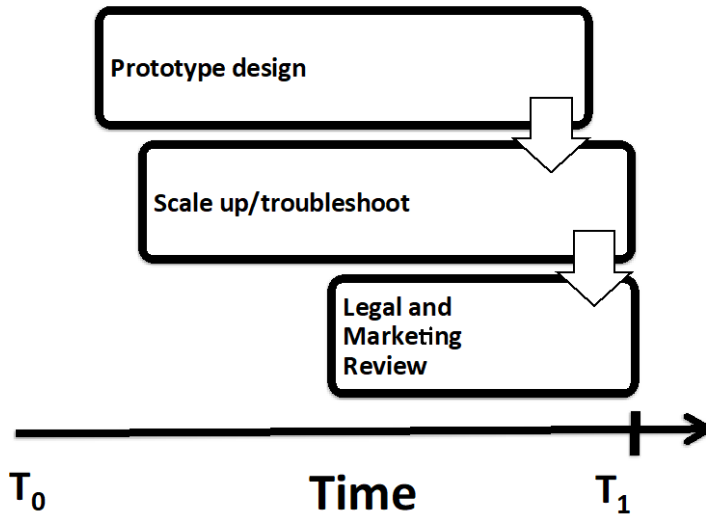 Prototype design
Scale up/troubleshoot
Legal and
Marketing
Review
T₀ Time T₁